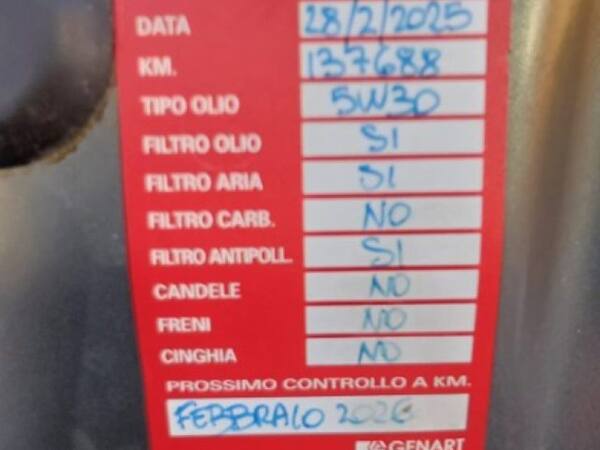 DATA 28/2/2025
KM. 137688
TIPO OLIO 5W30
FILTRO OLIO SI
FILTRO ARIA SI
FILTRO CARB. NO
FILTRO ANTIPOLL. SI
CANDELE NO
FRENI NO
CINGHIA NO
PROSSIMO CONTROLLO A KM.
FEBBRAIO 2026
GENART